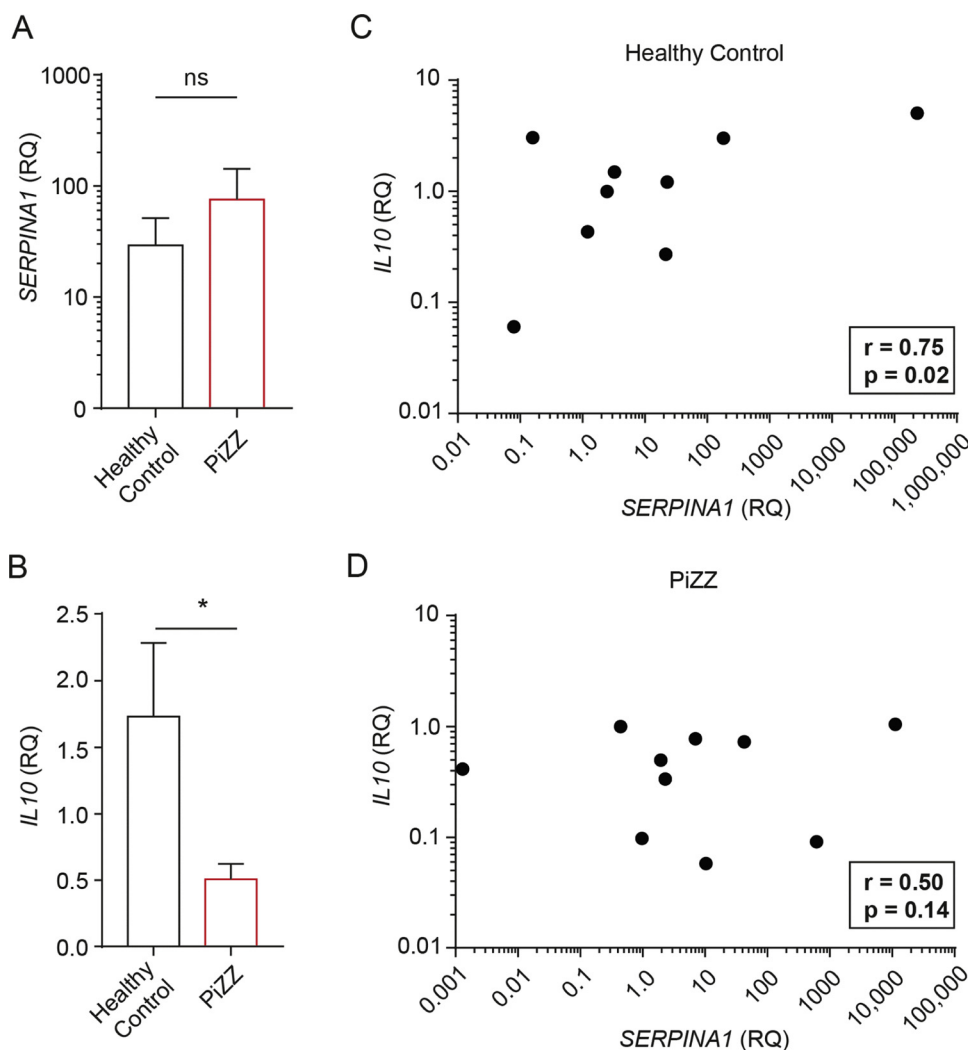 A
SERPINA1 (RQ)
1000
100
10
0
ns
Healthy
Control
PiZZ
C
Healthy Control
IL10 (RQ)
10
1.0
0.1
0.01
r = 0.75
p = 0.02
0.01
0.1
1.0
10
100
1000
10,000
100,000
1,000,000
SERPINA1 (RQ)
B
IL10 (RQ)
2.5
2.0
1.5
1.0
0.5
0.0
*
Healthy
Control
PiZZ
D
PiZZ
IL10 (RQ)
10
1.0
0.1
0.01
r = 0.50
p = 0.14
0.001
0.01
0.1
1.0
10
100
1000
10,000
100,000
SERPINA1 (RQ)